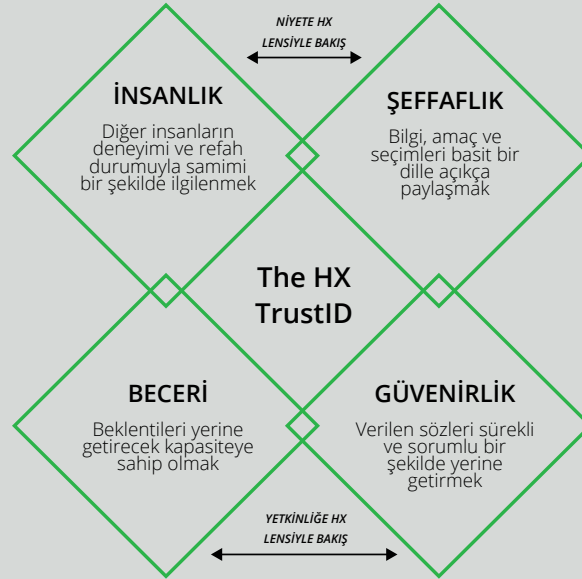 NİYETE HX
LENSİYLE BAKIŞ
İNSANLIK
Diğer insanların
deneyimi ve refah
durumuyla samimi
bir şekilde ilgilenmek
ŞEFFAFLIK
Bilgi, amaç ve
seçimleri basit bir
dille açıkça
paylaşmak
The HX
TrustID
BECERİ
Beklentileri yerine
getirecek kapasiteye
sahip olmak
GÜVENİRLİK
Verilen sözleri sürekli
ve sorumlu bir
şekilde yerine
getirmek
YETKİNLİĞE HX
LENSİYLE BAKIŞ